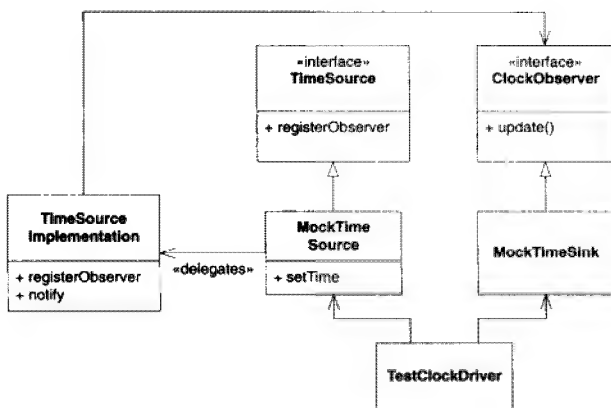 «interface»
TimeSource
+ registerObserver
«interface»
ClockObserver
+ update()
TimeSource
Implementation
+ registerObserver
+ notify
«delegates»
MockTime
Source
+ setTime
MockTimeSink
TestClockDriver